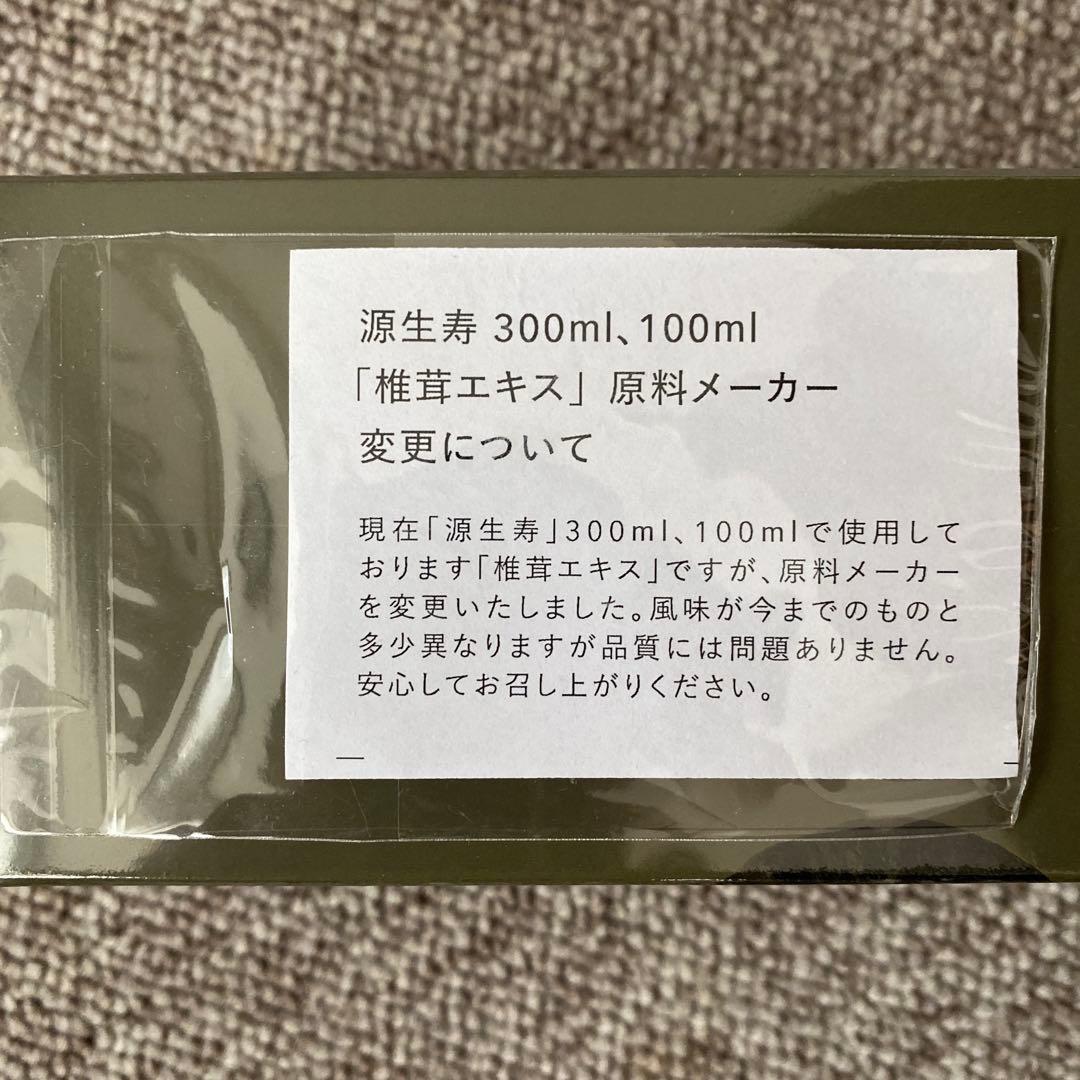 源生寿 300ml、100ml
「椎茸エキス」原料メーカー
変更について
現在「源生寿」300ml、100mlで使用して
おります「椎茸エキス」ですが、原料メーカー
を変更いたしました。風味が今までのものと
多少異なりますが品質には問題ありません。
安心してお召し上がりください。